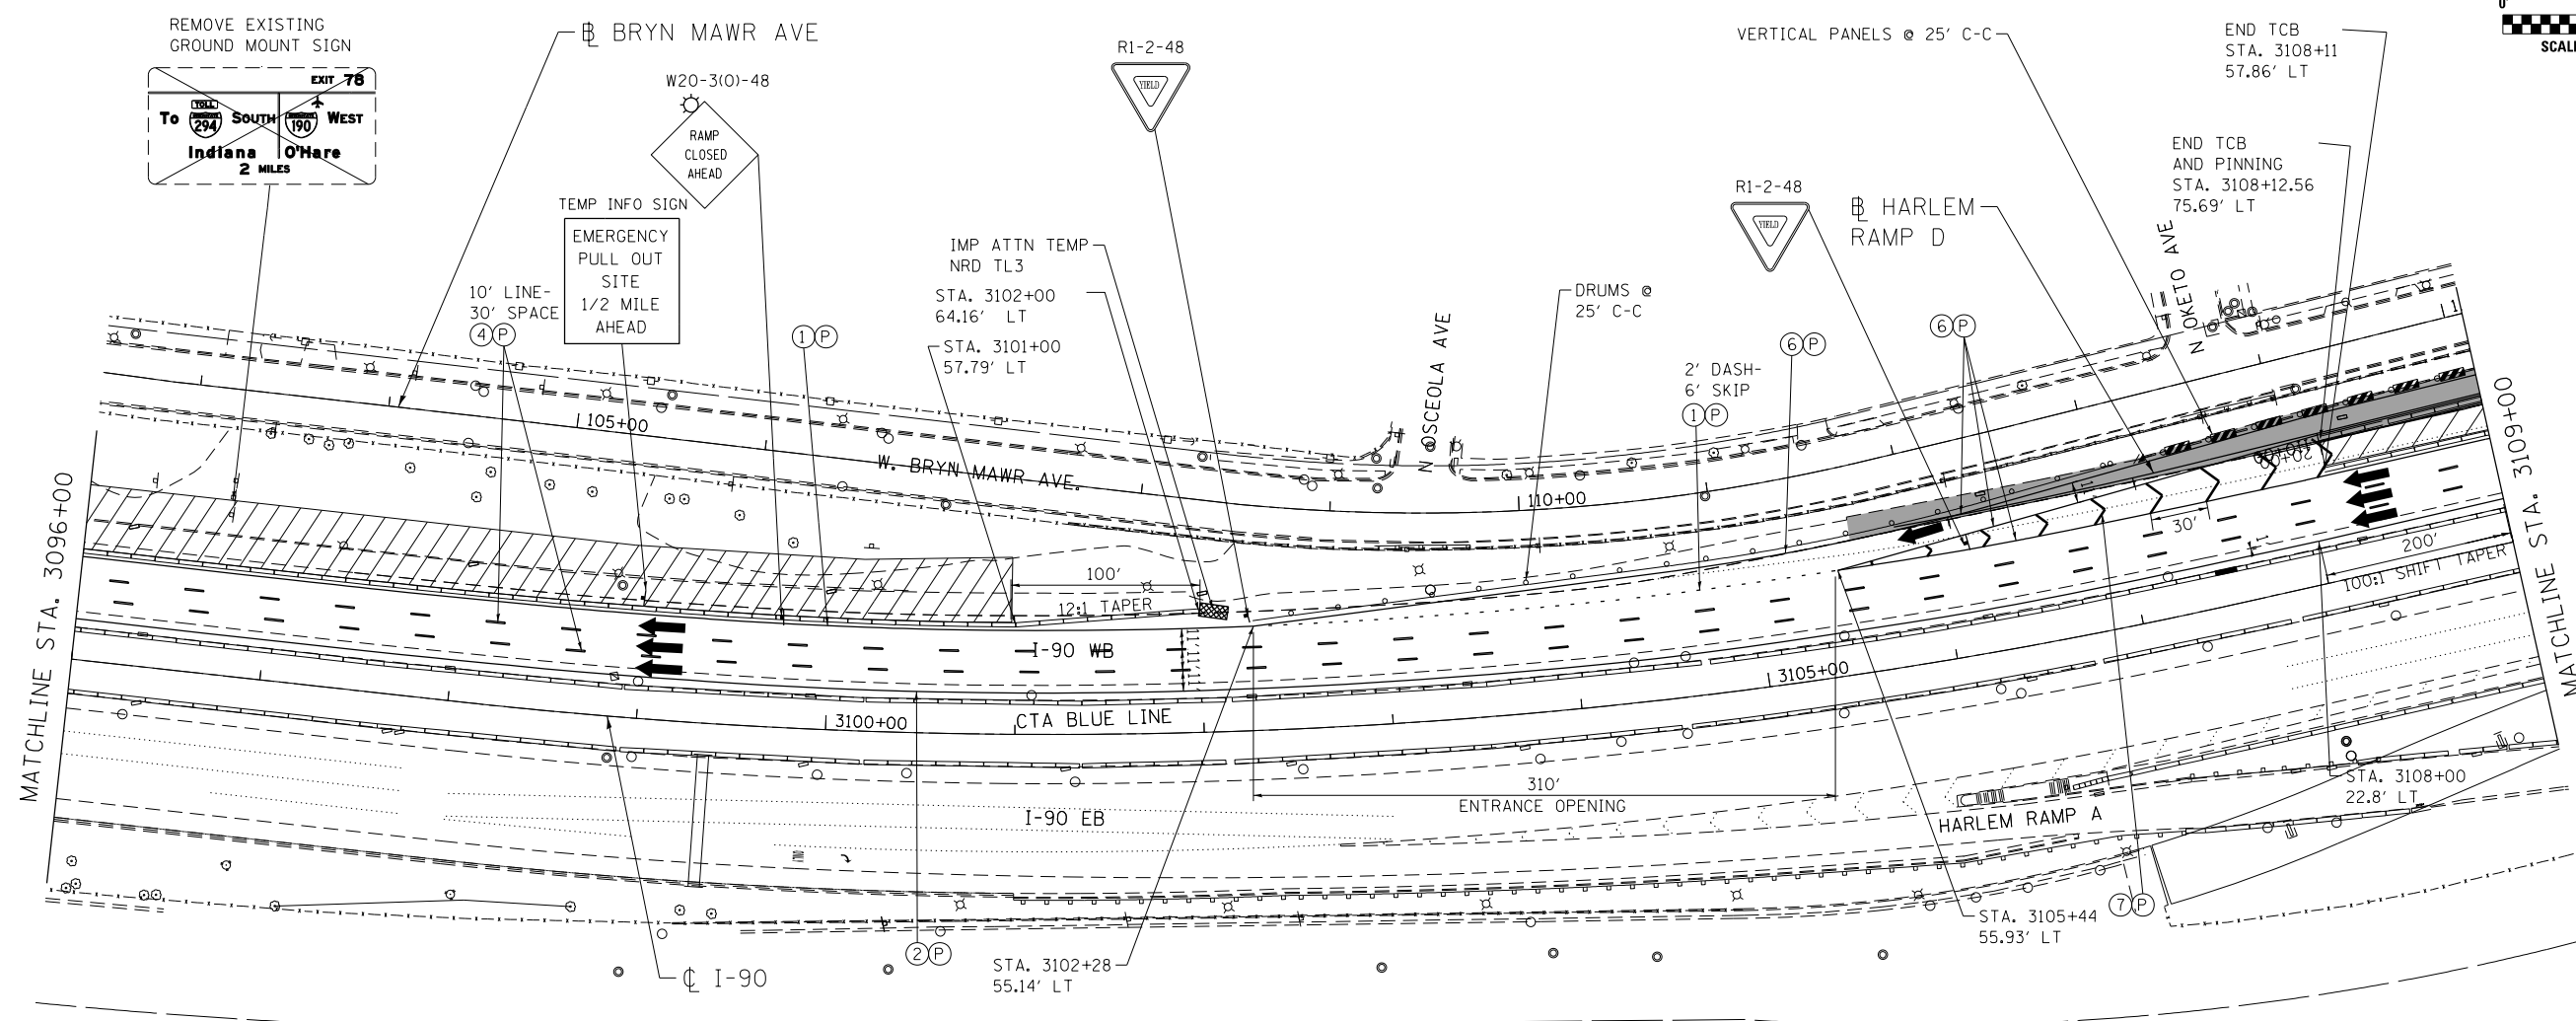 REMOVE EXISTING
GROUND MOUNT SIGN
EXIT 78
TOLL
To 294 SOUTH 190 WEST
Indiana O'Hare
2 MILES
℄ BRYN MAWR AVE
W20-3(O)-48
RAMP
CLOSED
AHEAD
TEMP INFO SIGN
EMERGENCY
PULL OUT
SITE
1/2 MILE
AHEAD
10' LINE-
30' SPACE
4 P
1 P
R1-2-48
YIELD
IMP ATTN TEMP
NRD TL3
STA. 3102+00
64.16' LT
STA. 3101+00
57.79' LT
DRUMS @
25' C-C
2' DASH-
6' SKIP
1 P
6 P
6 P
R1-2-48
YIELD
VERTICAL PANELS @ 25' C-C
℄ HARLEM
RAMP D
END TCB
STA. 3108+11
57.86' LT
END TCB
AND PINNING
STA. 3108+12.56
75.69' LT
0'
SCAL
N OSCEOLA AVE
N OKETO AVE
105+00
W. BRYN MAWR AVE.
110+00
MATCHLINE STA. 3096+00
MATCHLINE STA. 3109+00
100'
12:1 TAPER
30'
200'
100:1 SHIFT TAPER
I-90 WB
3105+00
3100+00
CTA BLUE LINE
310'
ENTRANCE OPENING
I-90 EB
HARLEM RAMP A
STA. 3108+00
22.8' LT
STA. 3105+44
55.93' LT
7 P
2 P
STA. 3102+28
55.14' LT
℄ I-90